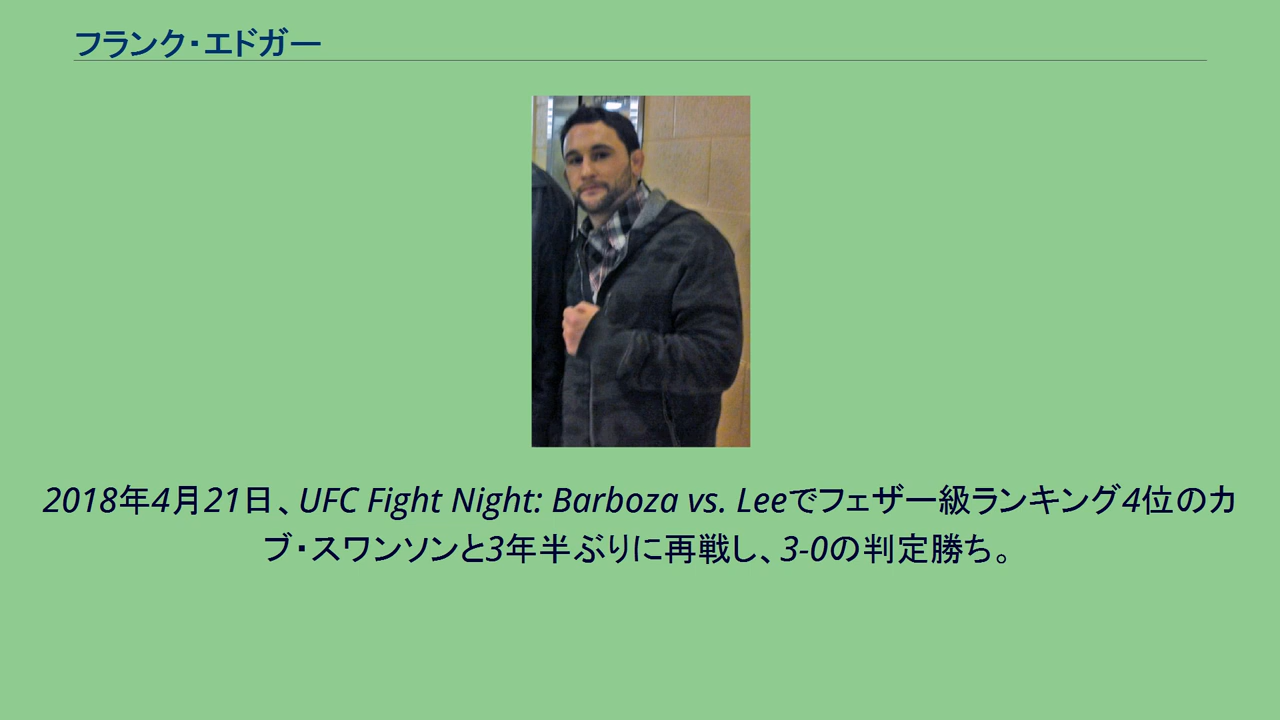 フランク・エドガー
2018年4月21日、UFC Fight Night: Barboza vs. Leeでフェザー級ランキング4位のカ
ブ・スワンソンと3年半ぶりに再戦し、3-0の判定勝ち。